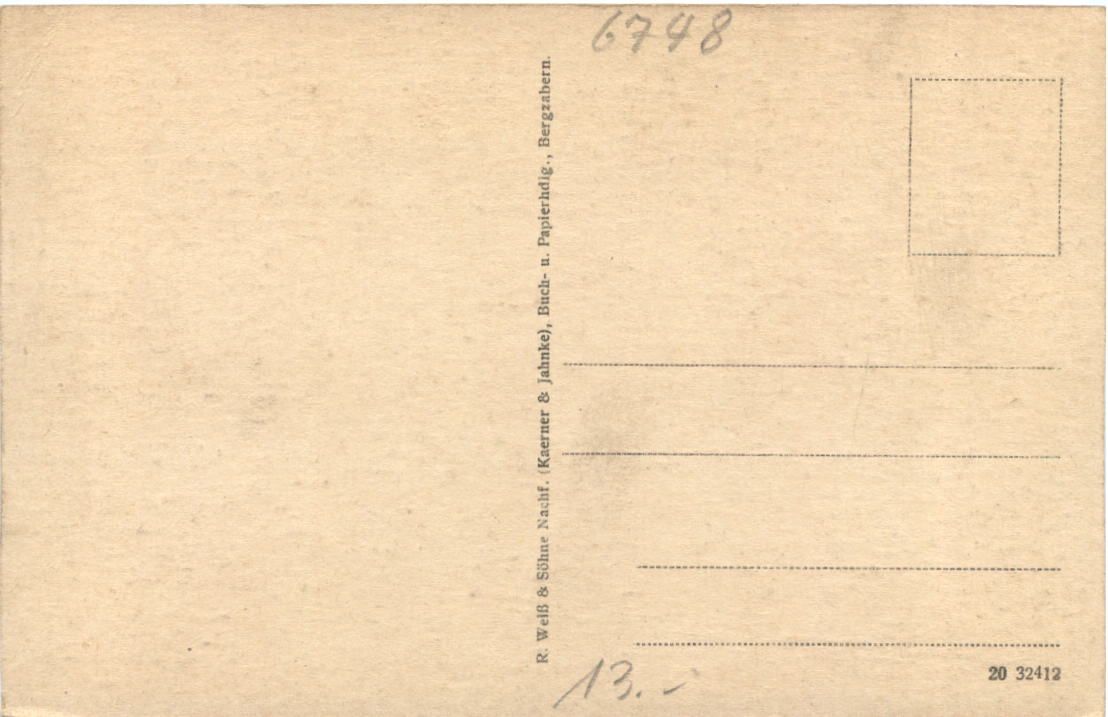 6748
R. Weiß & Söhne Nachf. (Kaerner & Jahnke), Buch- u. Papierhdlg., Bergzabern.
20 32412
13.-